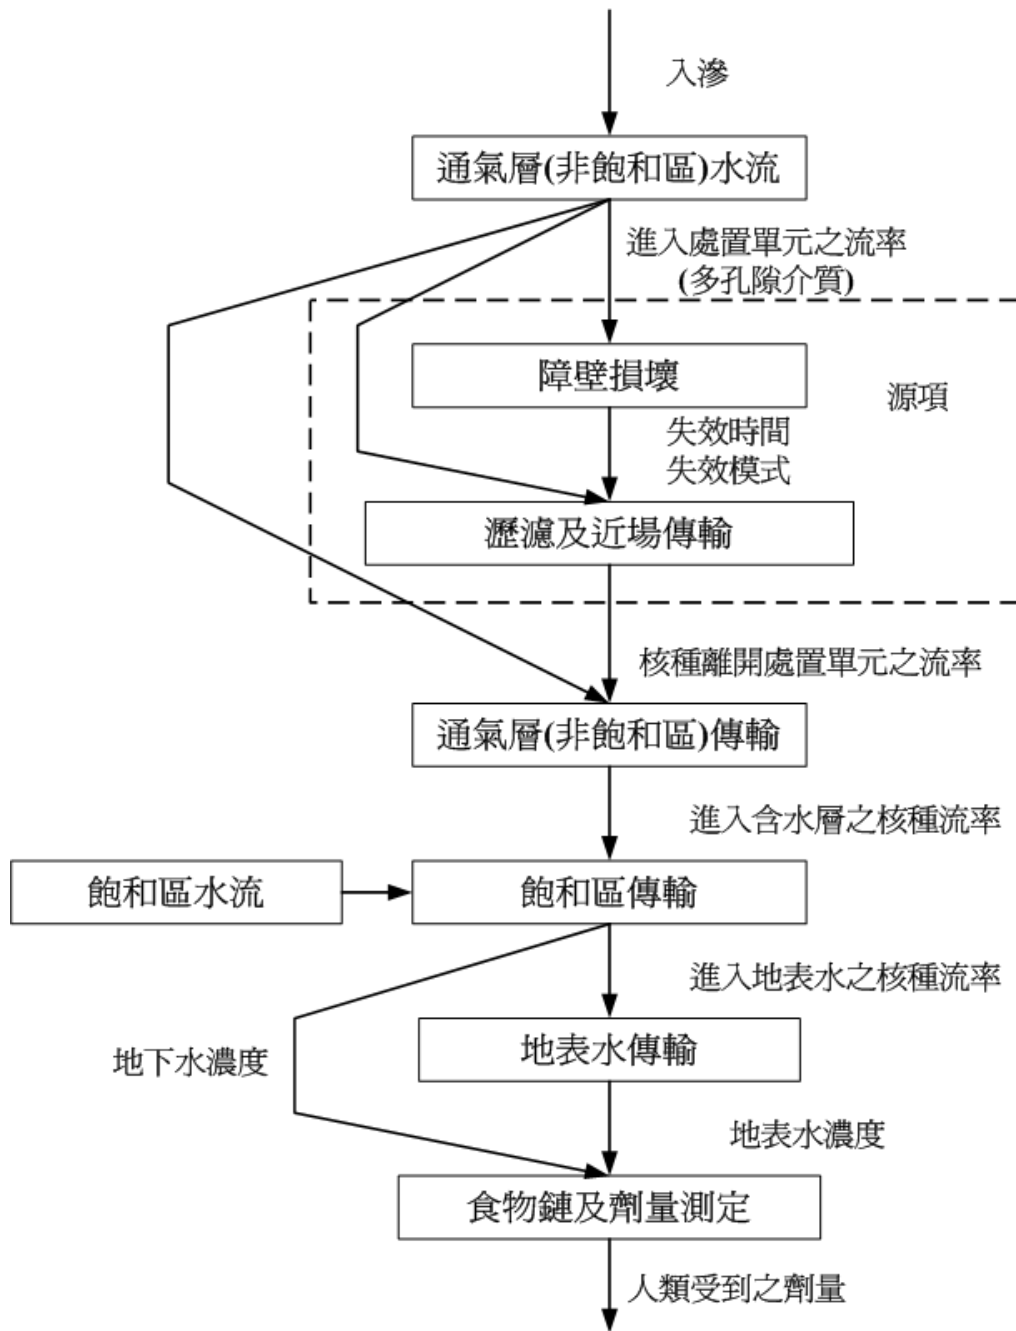 入滲
通氣層(非飽和區)水流
進入處置單元之流率
(多孔隙介質)
障壁損壞
源項
失效時間
失效模式
瀝濾及近場傳輸
核種離開處置單元之流率
通氣層(非飽和區)傳輸
進入含水層之核種流率
飽和區水流
飽和區傳輸
進入地表水之核種流率
地下水濃度
地表水傳輸
地表水濃度
食物鏈及劑量測定
人類受到之劑量